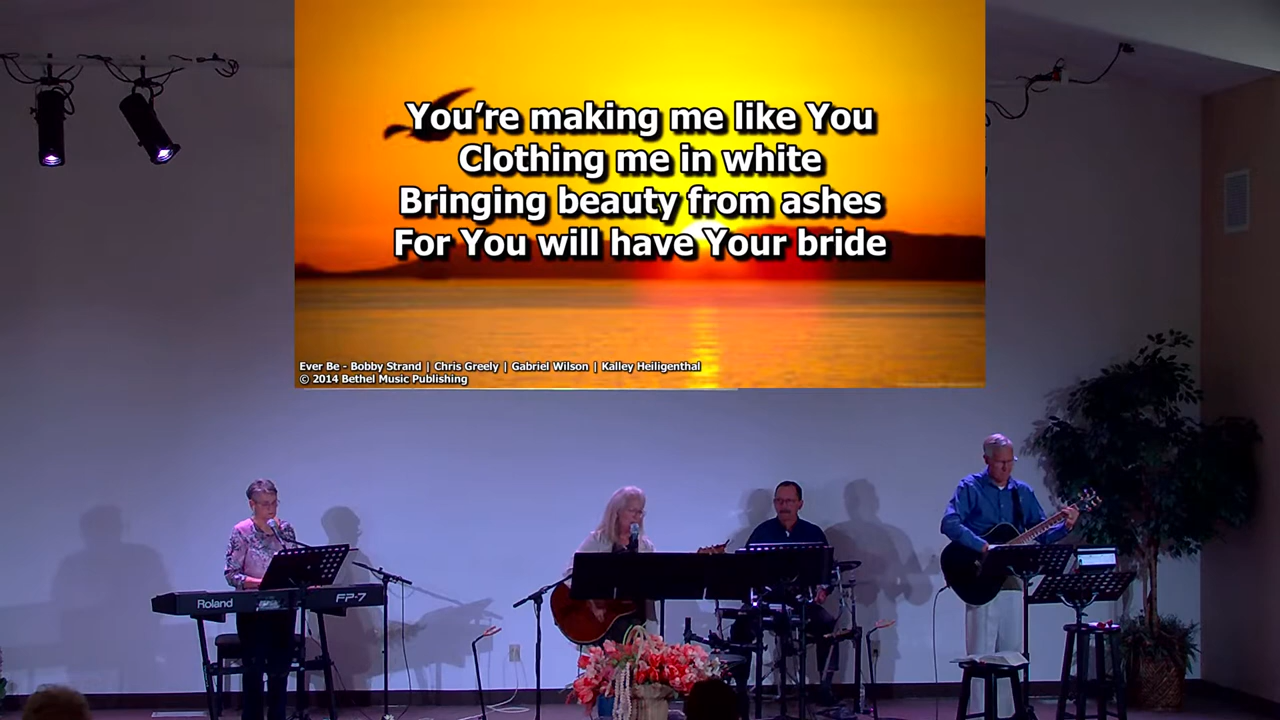 You're making me like You
Clothing me in white
Bringing beauty from ashes
For You will have Your bride
Ever Be - Bobby Strand | Chris Greely | Gabriel Wilson | Kalley Heiligenthal
© 2014 Bethel Music Publishing
Roland
FP-7